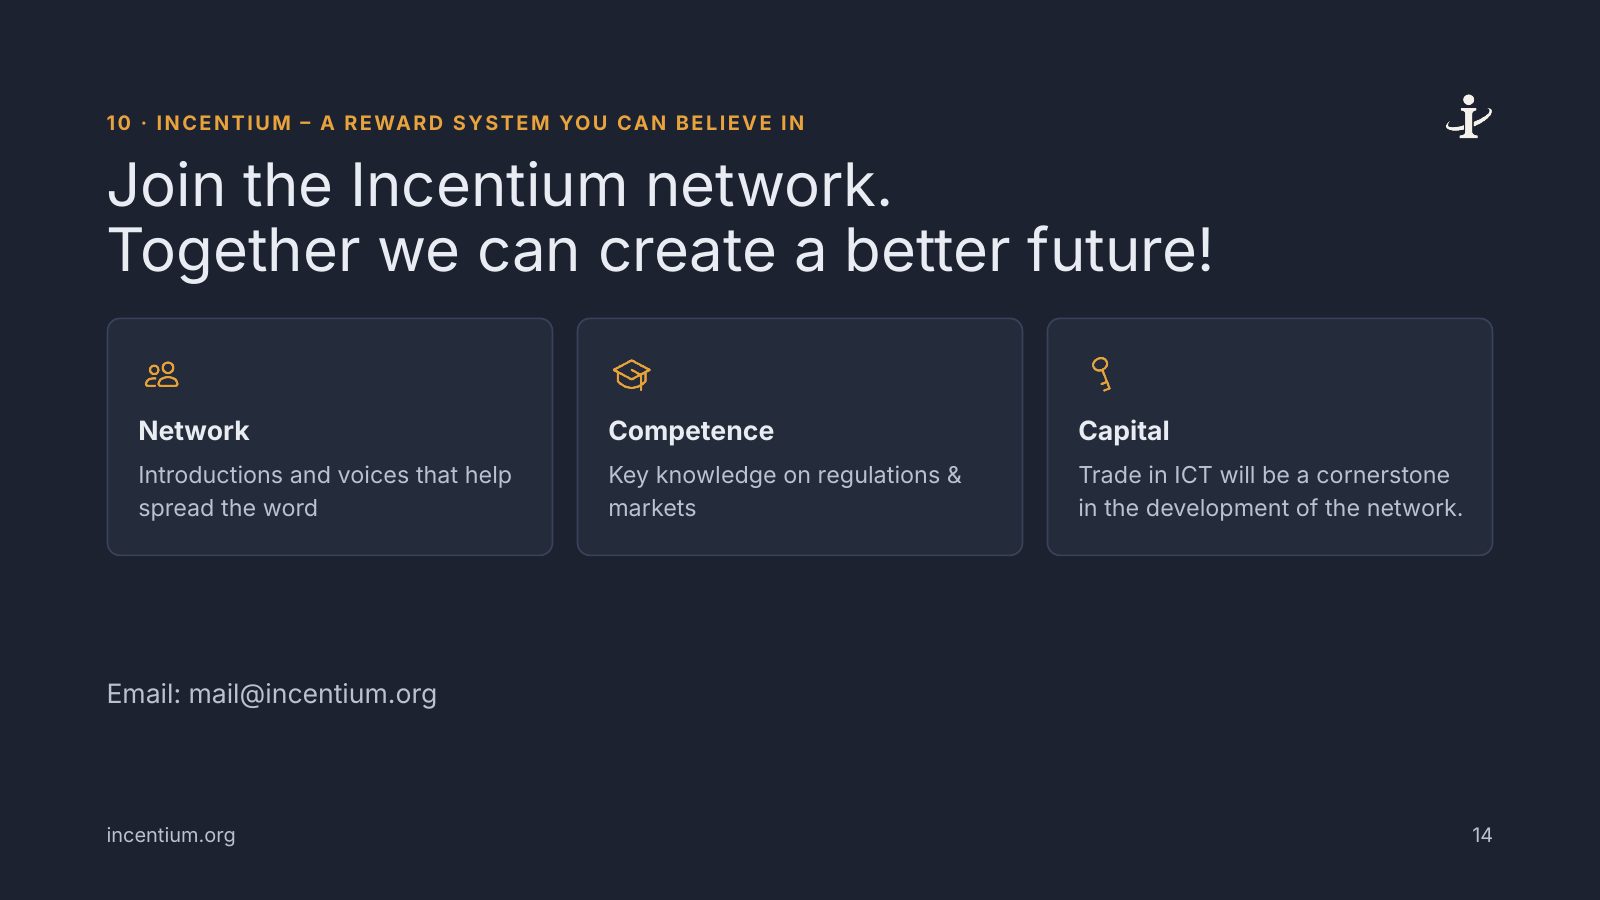 10 · INCENTIUM – A REWARD SYSTEM YOU CAN BELIEVE IN
Join the Incentium network.
Together we can create a better future!
Network
Introductions and voices that help
spread the word
Competence
Key knowledge on regulations &
markets
Capital
Trade in ICT will be a cornerstone
in the development of the network.
Email: mail@incentium.org
incentium.org
14